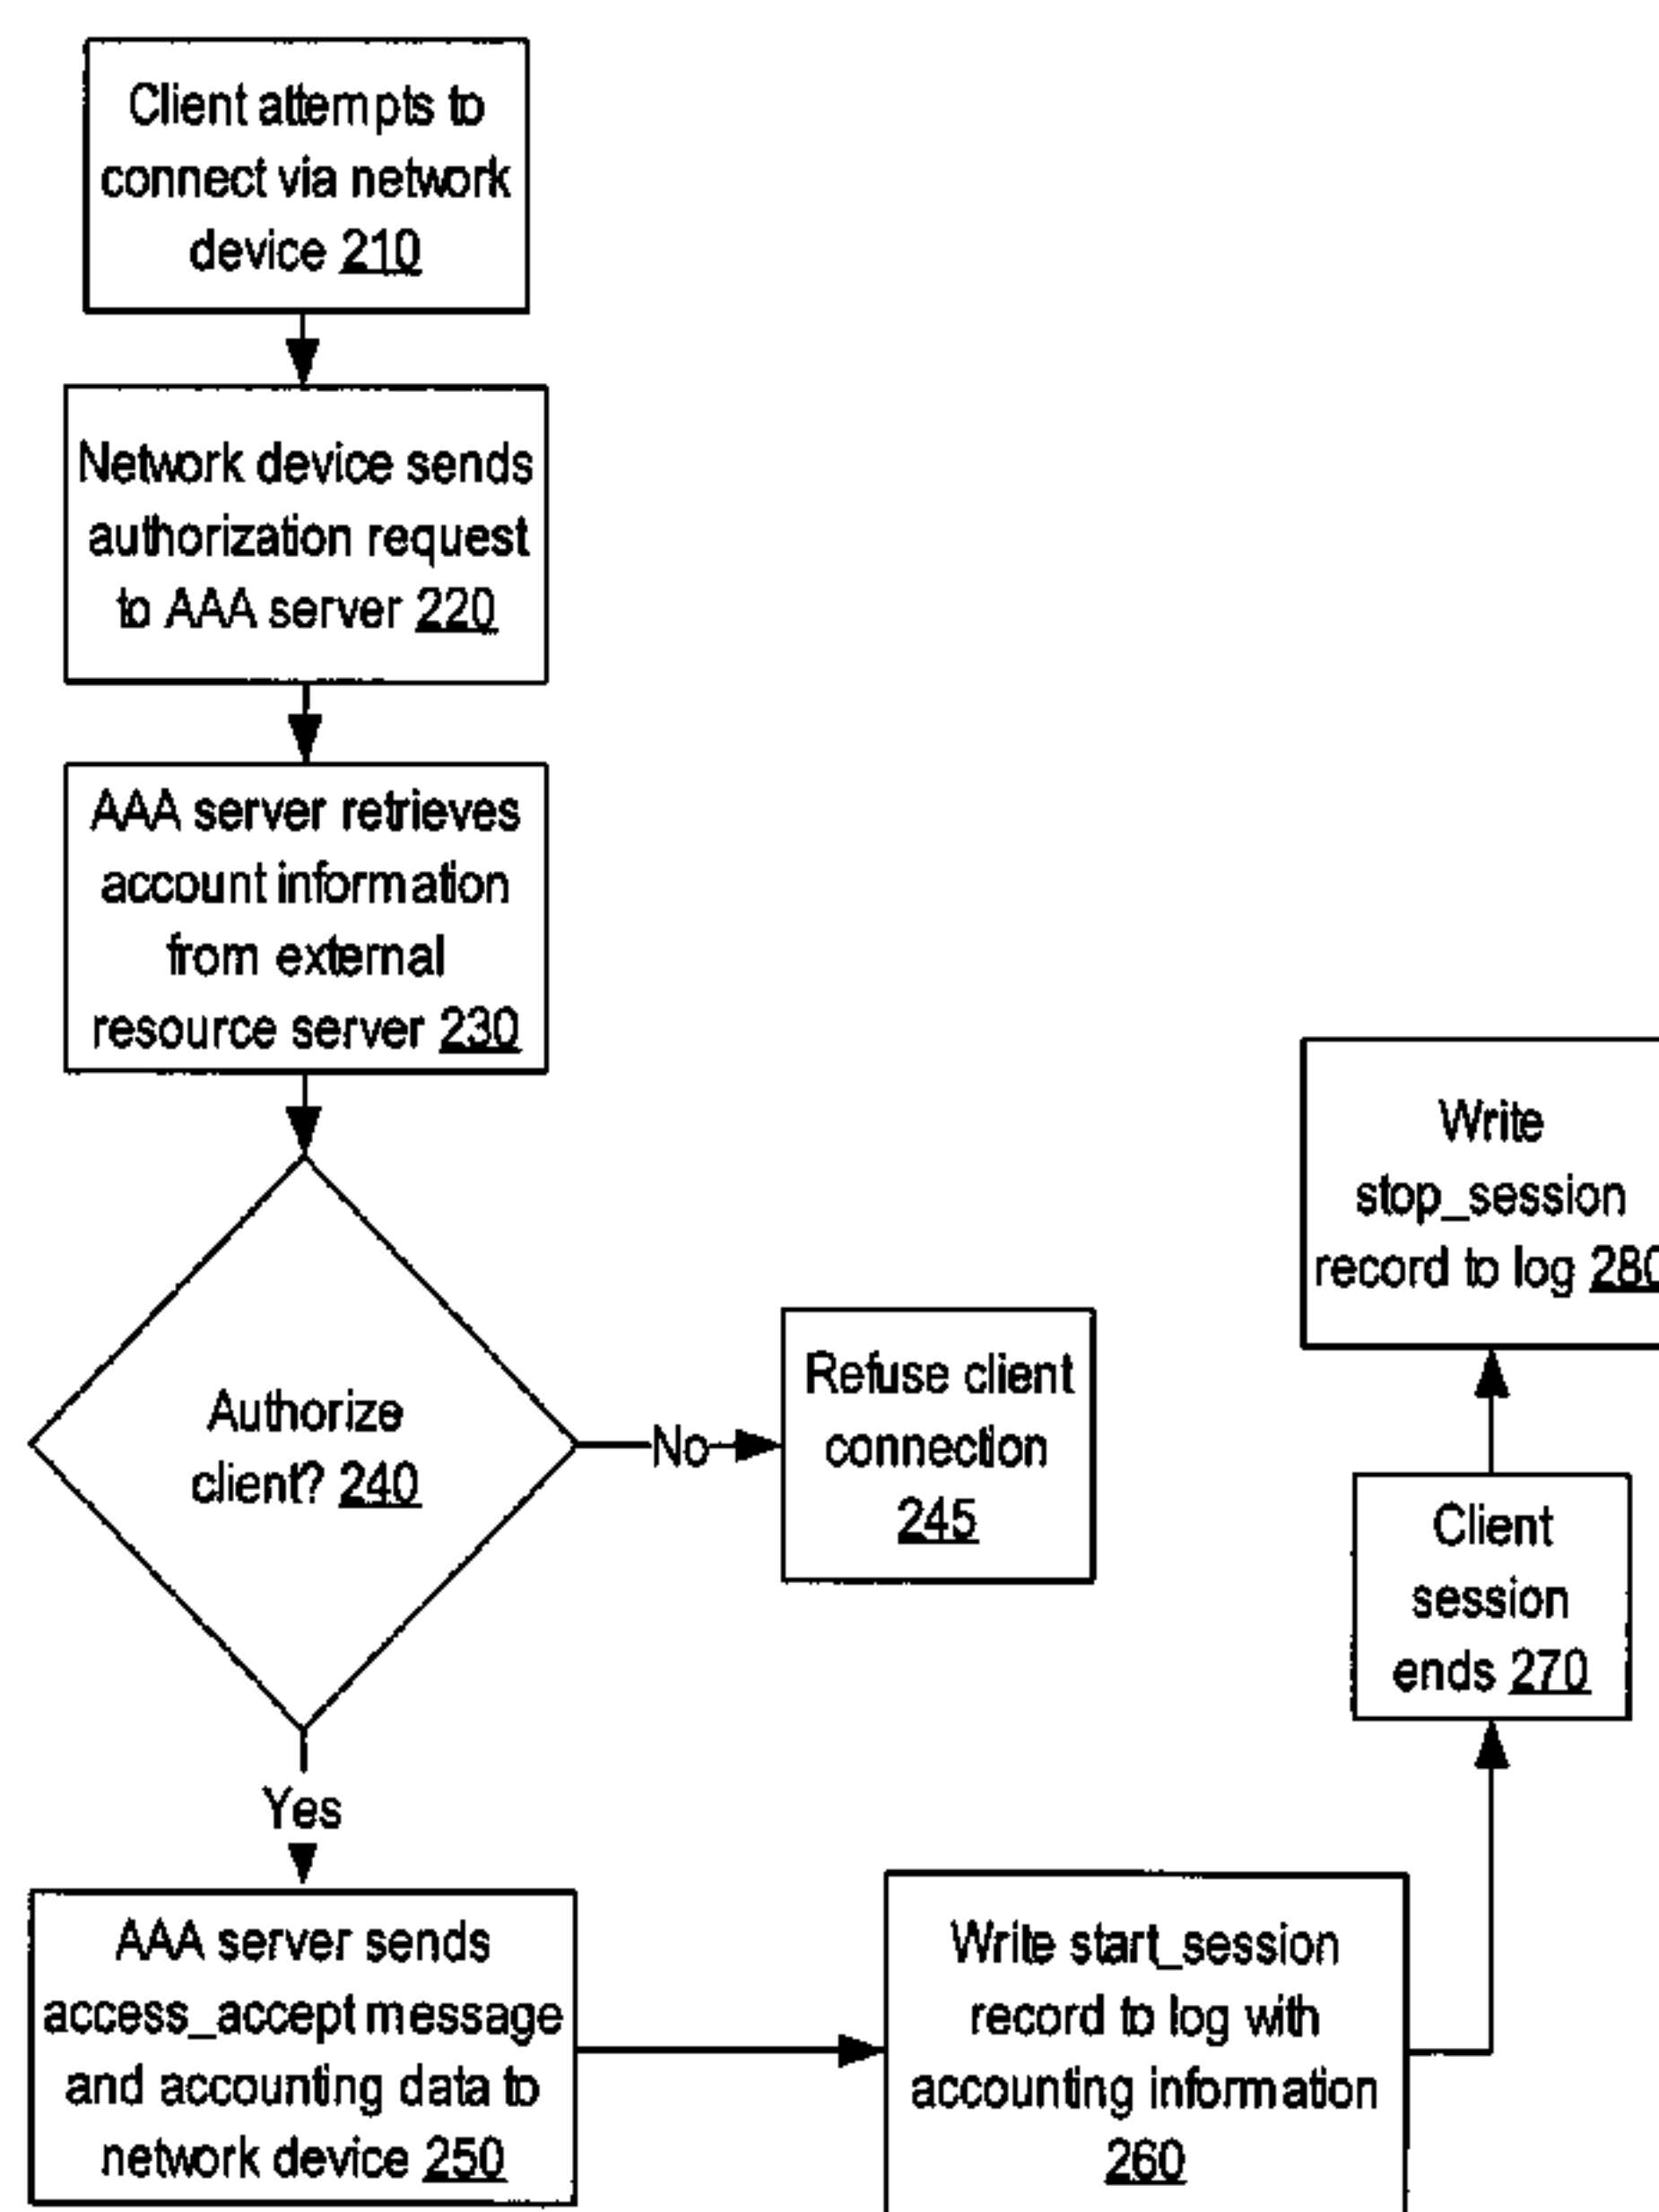 Client attempts to
connect via network
device 210
Network device sends
authorization request
to AAA server 220
AAA server retrieves
account information
from external
resource server 230
Authorize
client? 240
No
Refuse client
connection
245
Yes
AAA server sends
access_accept message
and accounting data to
network device 250
Write start_session
record to log with
accounting information
260
Client
session
ends 270
Write
stop_session
record to log 280